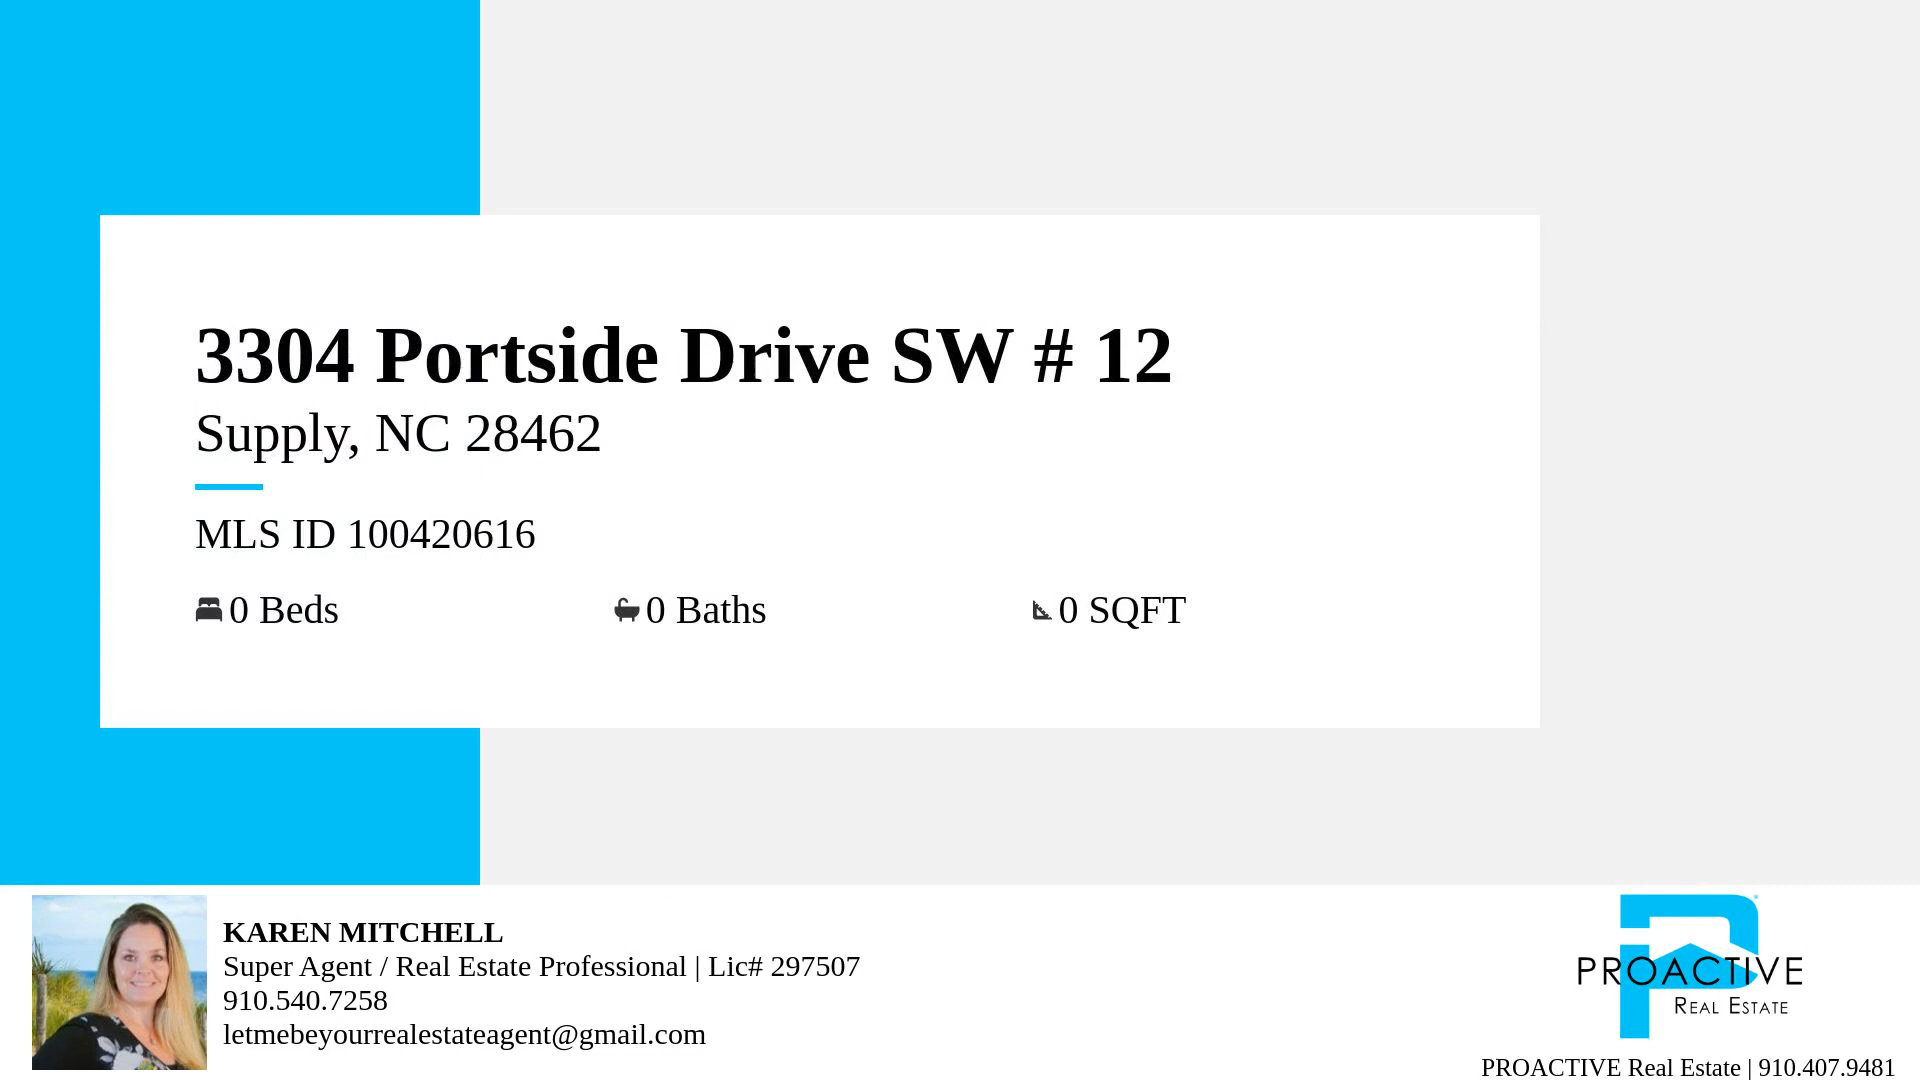 3304 Portside Drive SW # 12
Supply, NC 28462
MLS ID 100420616
0 Beds 0 Baths 0 SQFT
KAREN MITCHELL
Super Agent / Real Estate Professional | Lic# 297507
910.540.7258
letmebeyourrealestateagent@gmail.com
PROACTIVE
REAL ESTATE
PROACTIVE Real Estate | 910.407.9481